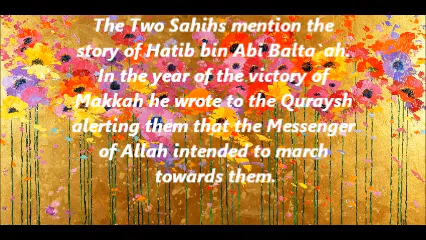 The Two Sahihs mention the
story of Hatib bin Abi Balta`ah.
In the year of the victory of
Makkah he wrote to the Quraysh
alerting them that the Messenger
of Allah intended to march
towards them.